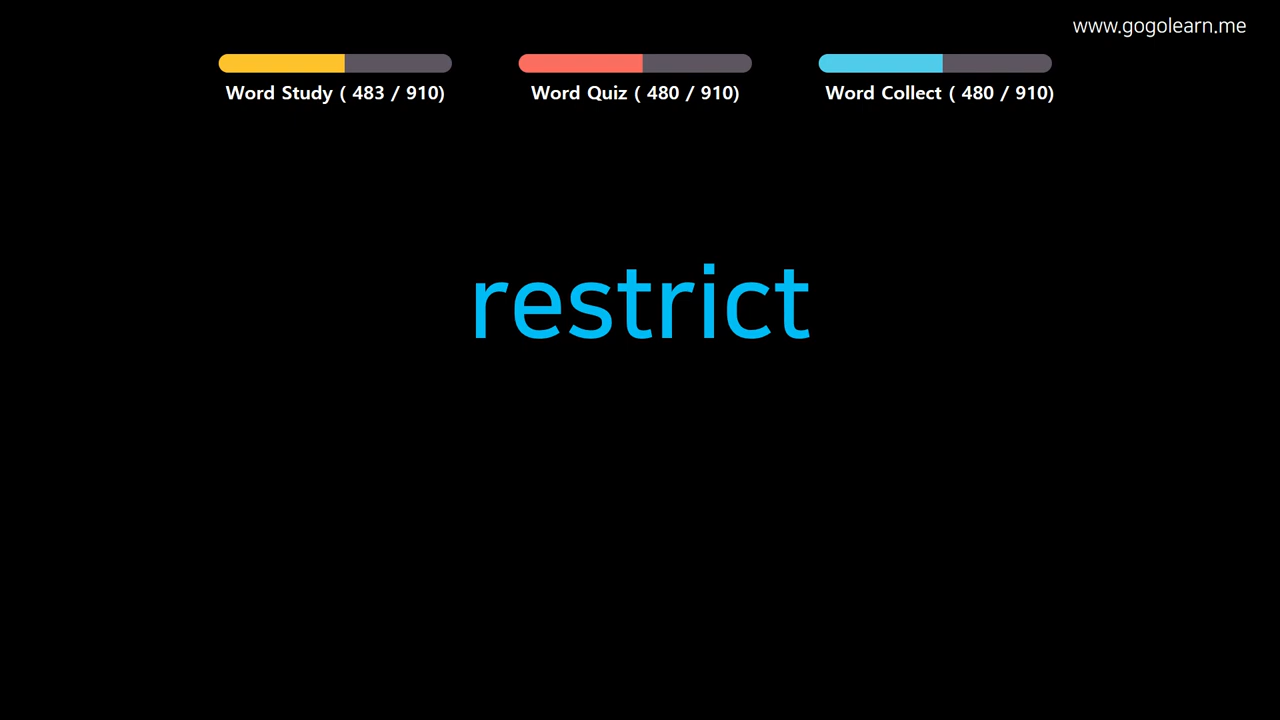 www.gogolearn.me
Word Study ( 483 / 910)
Word Quiz ( 480 / 910)
Word Collect ( 480 / 910)
restrict